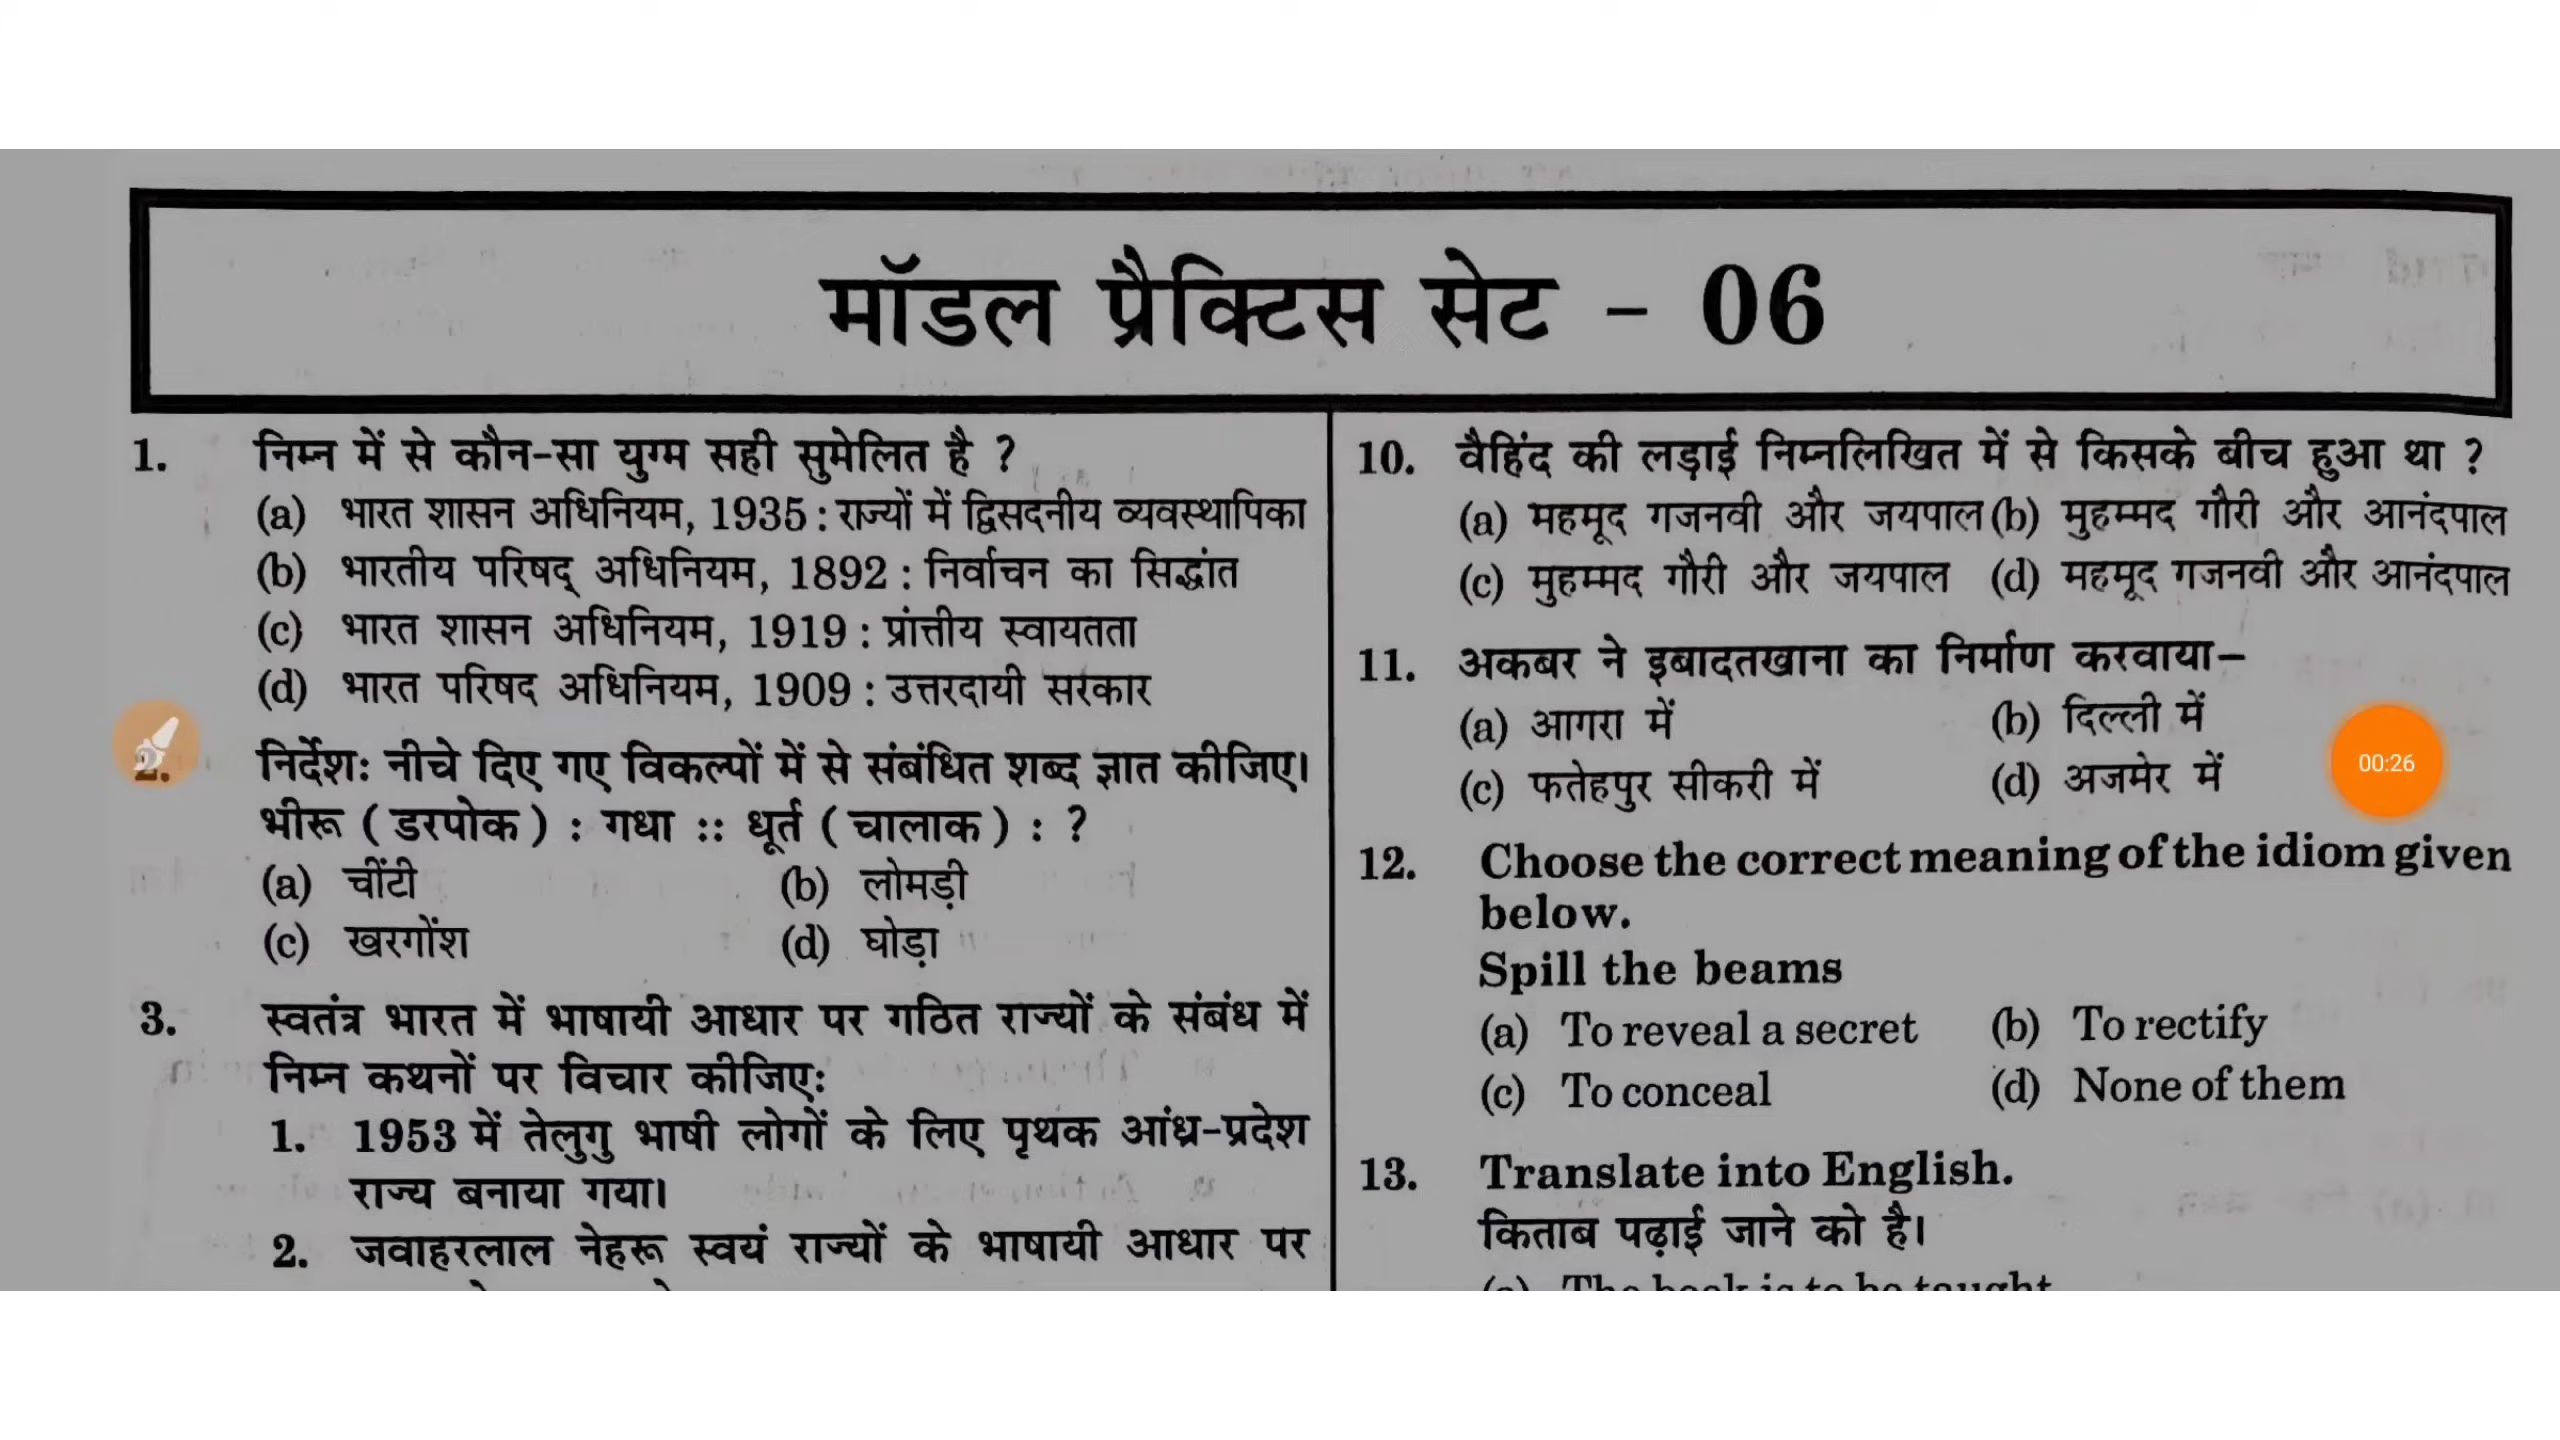 मॉडल प्रैक्टिस सेट - 06
1. निम्न में से कौन-सा युग्म सही सुमेलित है ?
(a) भारत शासन अधिनियम, 1935 : राज्यों में द्विसदनीय व्यवस्थापिका
(b) भारतीय परिषद् अधिनियम, 1892 : निर्वाचन का सिद्धांत
(c) भारत शासन अधिनियम, 1919 : प्रांत्तीय स्वायतता
(d) भारत परिषद अधिनियम, 1909 : उत्तरदायी सरकार
2. निर्देशः नीचे दिए गए विकल्पों में से संबंधित शब्द ज्ञात कीजिए।
भीरू ( डरपोक ) : गधा :: धूर्त ( चालाक ) : ?
(a) चींटी (b) लोमड़ी
(c) खरगोंश (d) घोड़ा
3. स्वतंत्र भारत में भाषायी आधार पर गठित राज्यों के संबंध में
निम्न कथनों पर विचार कीजिएः
1. 1953 में तेलुगु भाषी लोगों के लिए पृथक आंध्र-प्रदेश
राज्य बनाया गया।
2. जवाहरलाल नेहरू स्वयं राज्यों के भाषायी आधार पर
10. वैहिंद की लड़ाई निम्नलिखित में से किसके बीच हुआ था ?
(a) महमूद गजनवी और जयपाल (b) मुहम्मद गौरी और आनंदपाल
(c) मुहम्मद गौरी और जयपाल (d) महमूद गजनवी और आनंदपाल
11. अकबर ने इबादतखाना का निर्माण करवाया–
(a) आगरा में (b) दिल्ली में
(c) फतेहपुर सीकरी में (d) अजमेर में
00:26
12. Choose the correct meaning of the idiom given
below.
Spill the beams
(a) To reveal a secret (b) To rectify
(c) To conceal (d) None of them
13. Translate into English.
किताब पढ़ाई जाने को है।
(a) The book is to be taught